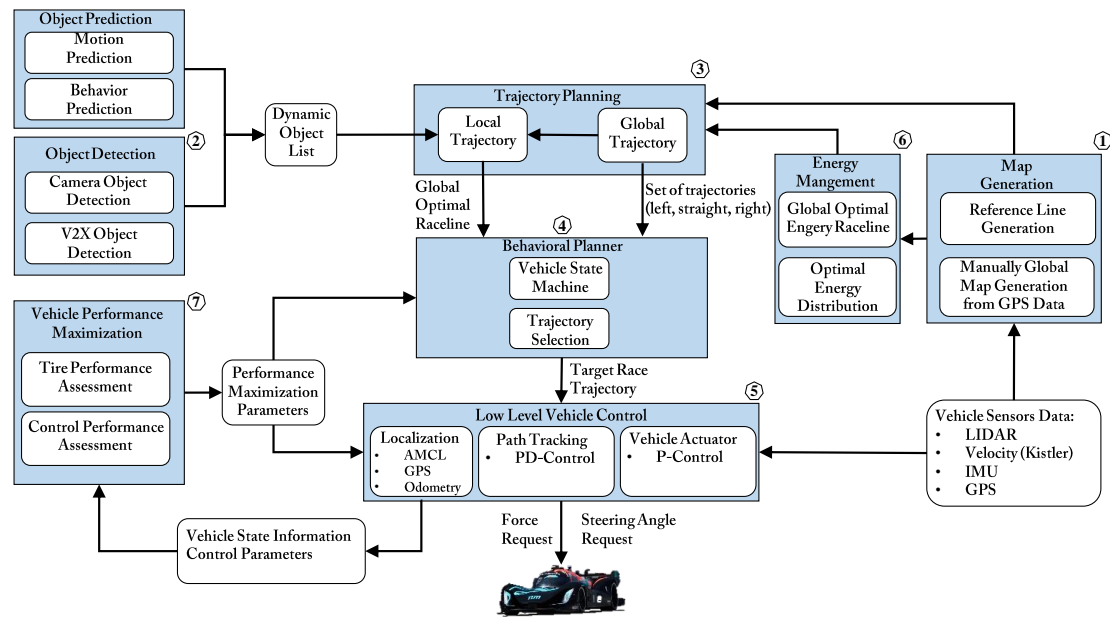 Object Prediction
Motion
Prediction
Behavior
Prediction
2
Object Detection
Camera Object
Detection
V2X Object
Detection
Dynamic
Object
List
3
Trajectory Planning
Local
Trajectory
Global
Trajectory
Global
Optimal
Raceline
Set of trajectories
(left, straight, right)
6
Energy
Mangement
Global Optimal
Engery Raceline
Optimal
Energy
Distribution
1
Map
Generation
Reference Line
Generation
Manually Global
Map Generation
from GPS Data
4
Behavioral Planner
Vehicle State
Machine
Trajectory
Selection
7
Vehicle Performance
Maximization
Tire Performance
Assessment
Control Performance
Assessment
Performance
Maximization
Parameters
Target Race
Trajectory
5
Low Level Vehicle Control
Localization
• AMCL
• GPS
• Odometry
Path Tracking
• PD-Control
Vehicle Actuator
• P-Control
Vehicle Sensors Data:
• LIDAR
• Velocity (Kistler)
• IMU
• GPS
Vehicle State Information
Control Parameters
Force
Request
Steering Angle
Request